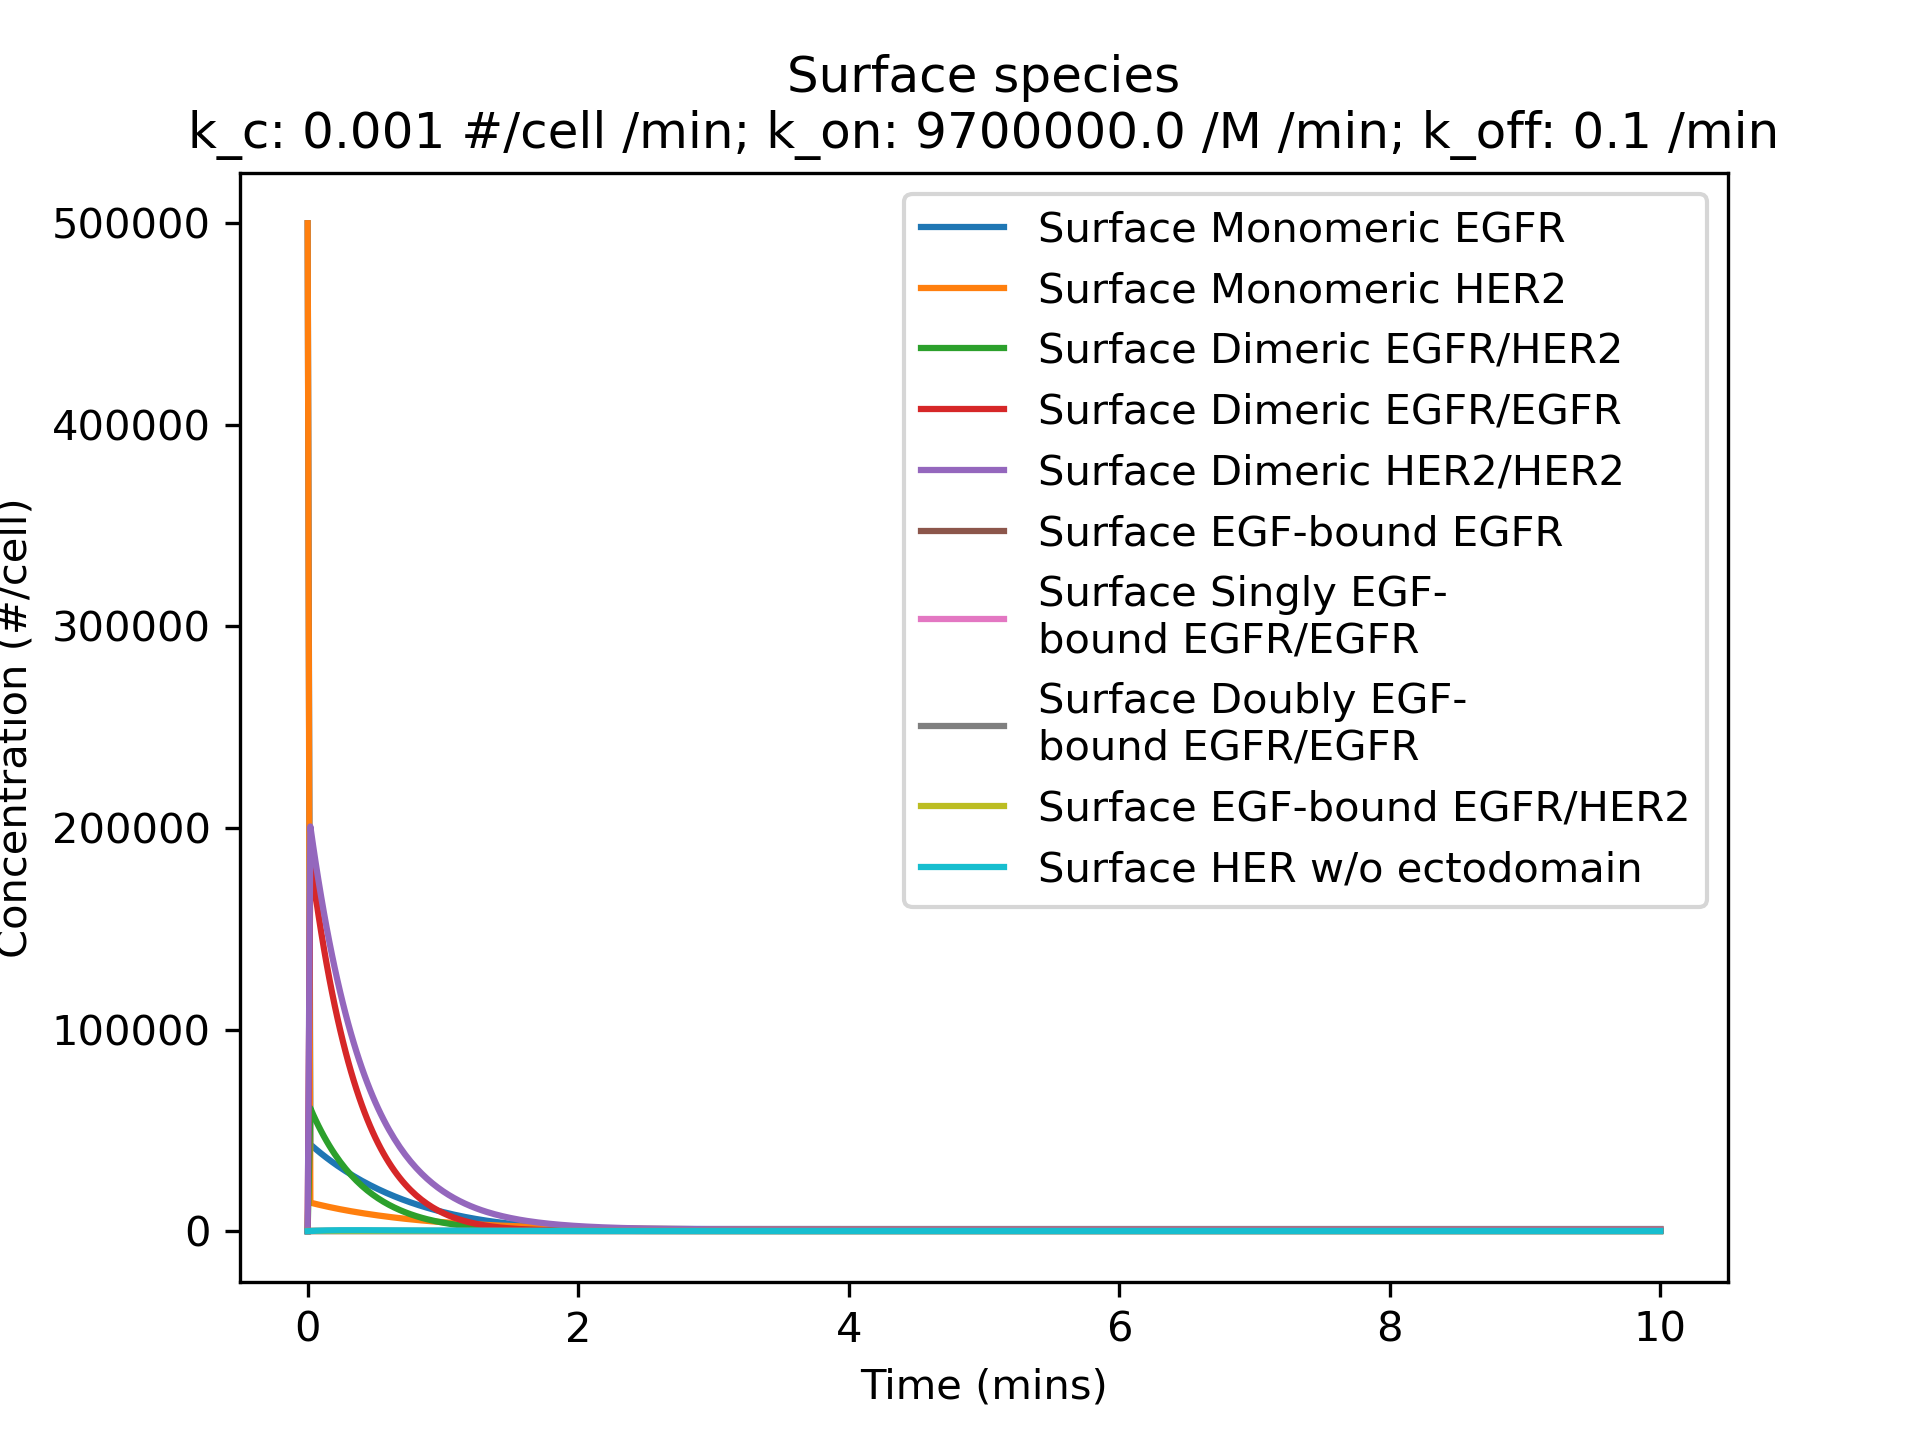 Surface species
k_c: 0.001 #/cell /min; k_on: 9700000.0 /M /min; k_off: 0.1 /min
Concentration (#/cell)
500000
400000
300000
200000
100000
0
Surface Monomeric EGFR
Surface Monomeric HER2
Surface Dimeric EGFR/HER2
Surface Dimeric EGFR/EGFR
Surface Dimeric HER2/HER2
Surface EGF-bound EGFR
Surface Singly EGF-
bound EGFR/EGFR
Surface Doubly EGF-
bound EGFR/EGFR
Surface EGF-bound EGFR/HER2
Surface HER w/o ectodomain
0 2 4 6 8 10
Time (mins)